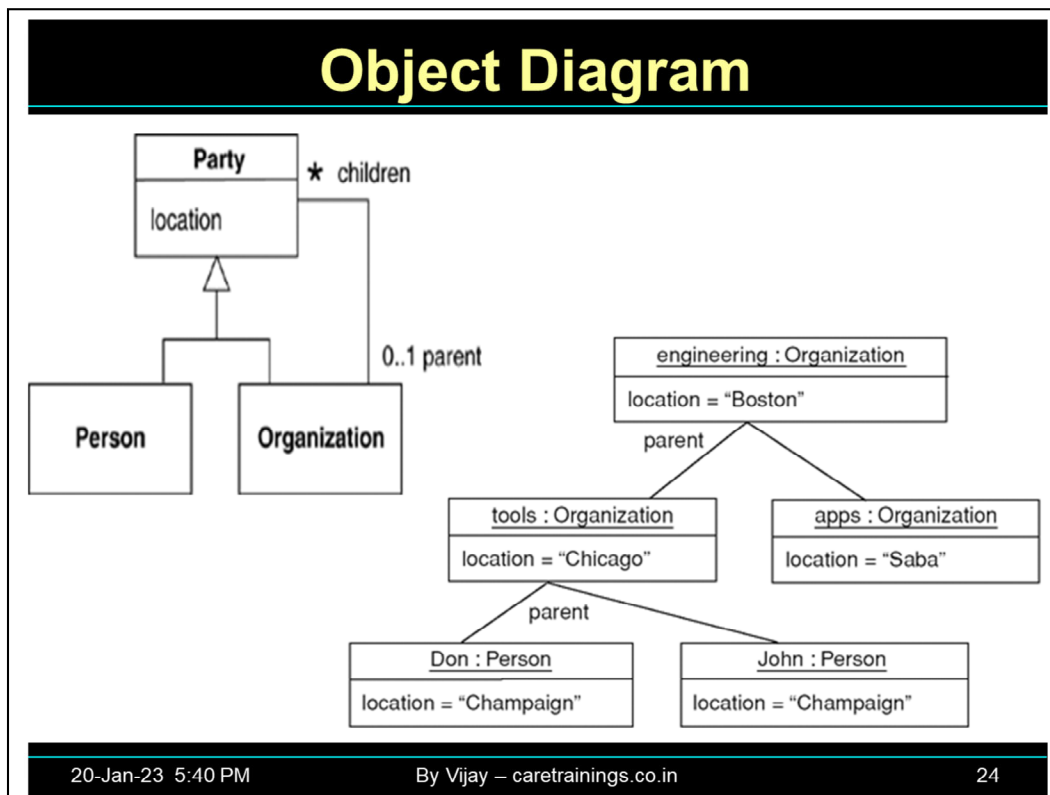 Object Diagram
Party
* children
location
0..1 parent
Person
Organization
engineering : Organization
location = “Boston”
parent
tools : Organization
location = “Chicago”
apps : Organization
location = “Saba”
parent
Don : Person
location = “Champaign”
John : Person
location = “Champaign”
20-Jan-23 5:40 PM
By Vijay – caretrainings.co.in
24